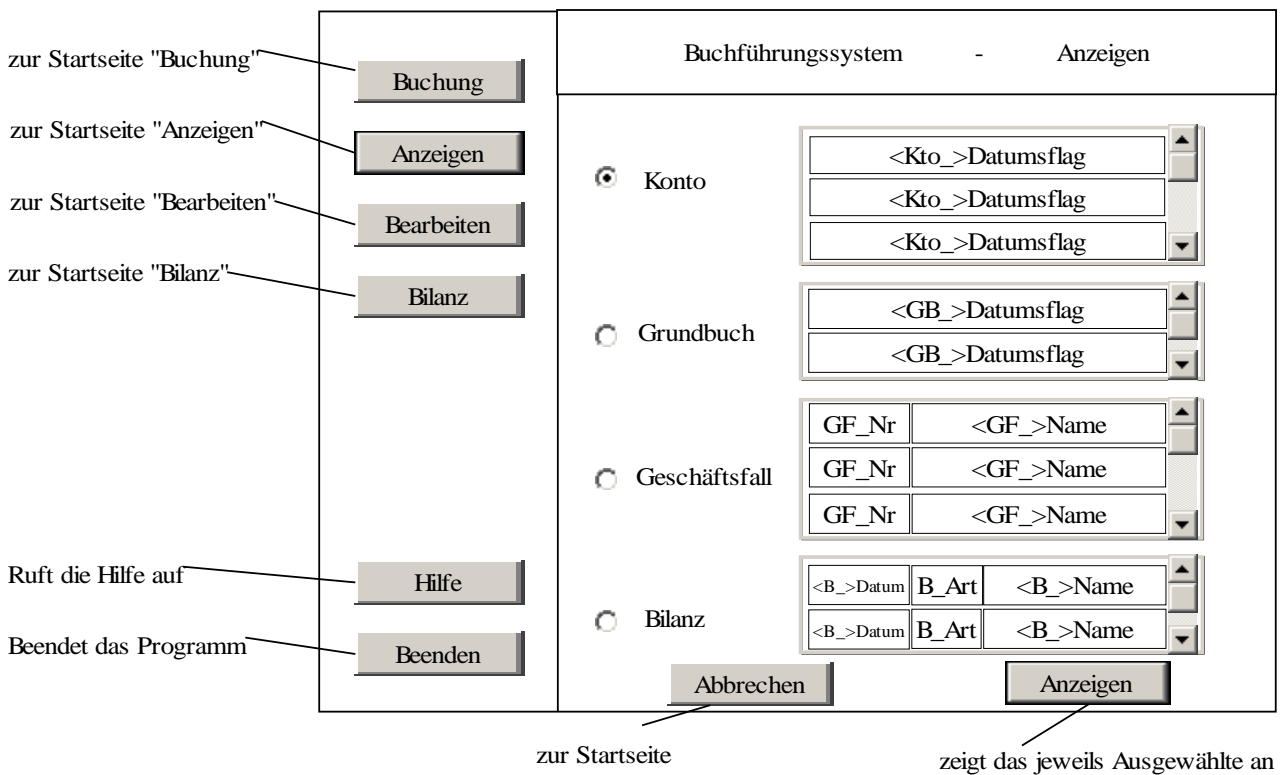 zur Startseite "Buchung"
zur Startseite "Anzeigen"
zur Startseite "Bearbeiten"
zur Startseite "Bilanz"
Ruft die Hilfe auf
Beendet das Programm
Buchung
Anzeigen
Bearbeiten
Bilanz
Hilfe
Beenden
Buchführungssystem - Anzeigen
Konto
<Kto_>Datumsflag
<Kto_>Datumsflag
<Kto_>Datumsflag
Grundbuch
<GB_>Datumsflag
<GB_>Datumsflag
Geschäftsfall
GF_Nr <GF_>Name
GF_Nr <GF_>Name
GF_Nr <GF_>Name
Bilanz
<B_>Datum B_Art <B_>Name
<B_>Datum B_Art <B_>Name
Abbrechen Anzeigen
zur Startseite
zeigt das jeweils Ausgewählte an